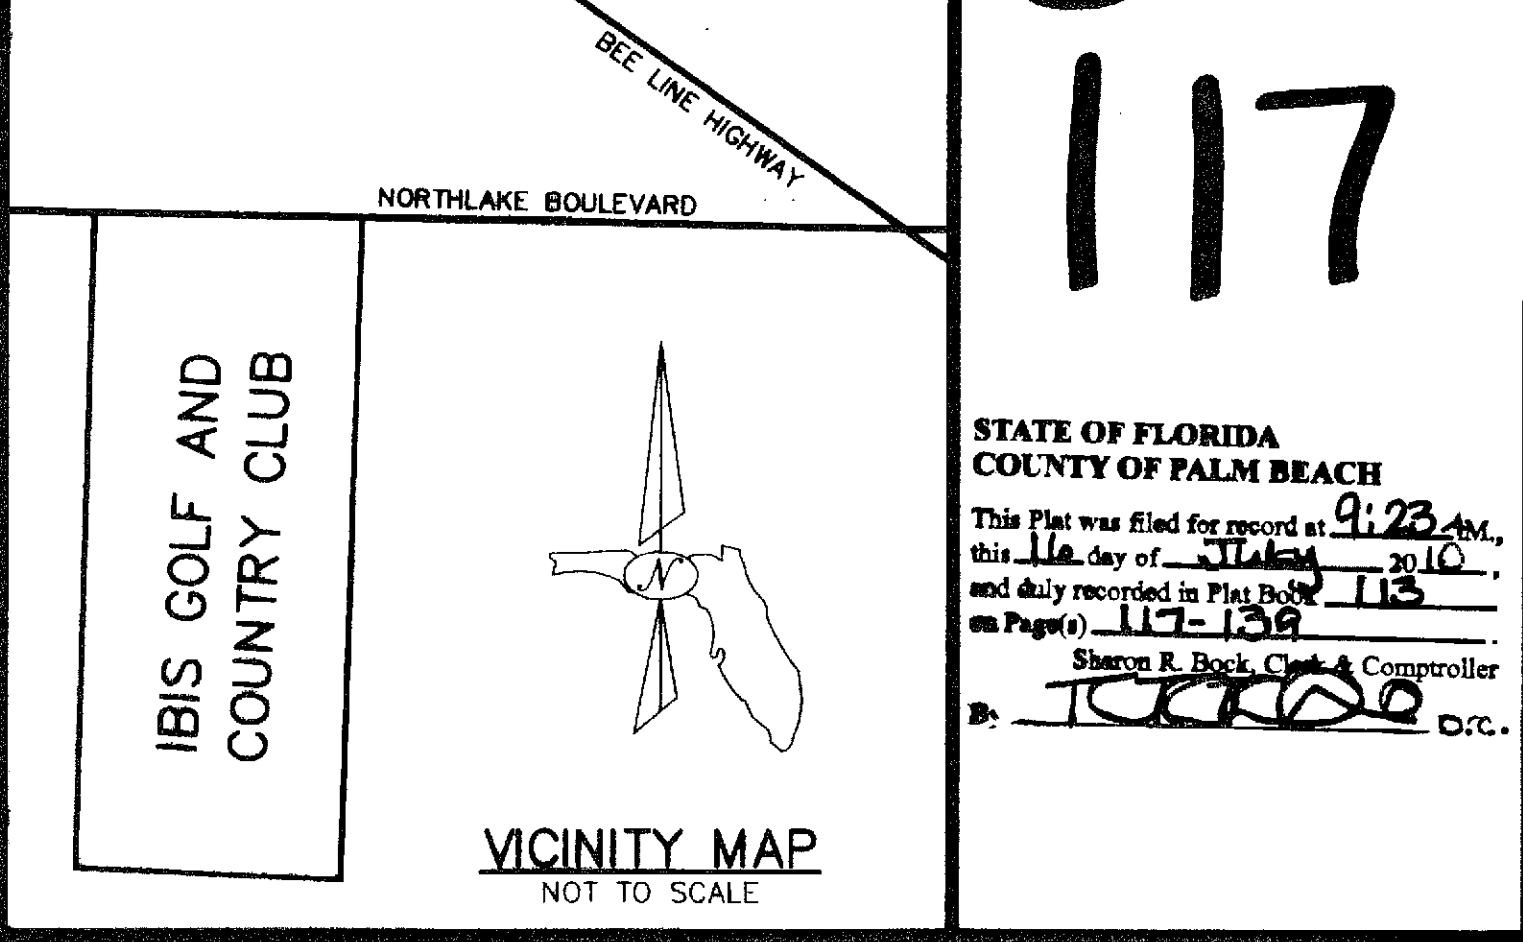 BEE LINE HIGHWAY
NORTHLAKE BOULEVARD
IBIS GOLF AND
COUNTRY CLUB
N
VICINITY MAP
NOT TO SCALE
117
STATE OF FLORIDA
COUNTY OF PALM BEACH
This Plat was filed for record at 9:23 A M.,
this 16 day of July 2010,
and duly recorded in Plat Book 113
on Page(s) 117-139.
Sharon R. Bock, Clerk & Comptroller
By D.C.